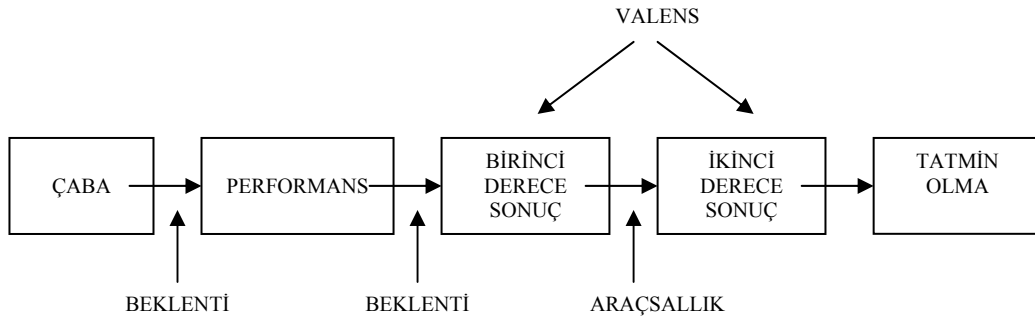 VALENS
ÇABA
PERFORMANS
BİRİNCİ
DERECE
SONUÇ
İKİNCİ
DERECE
SONUÇ
TATMİN
OLMA
BEKLENTİ
BEKLENTİ
ARAÇSALLIK